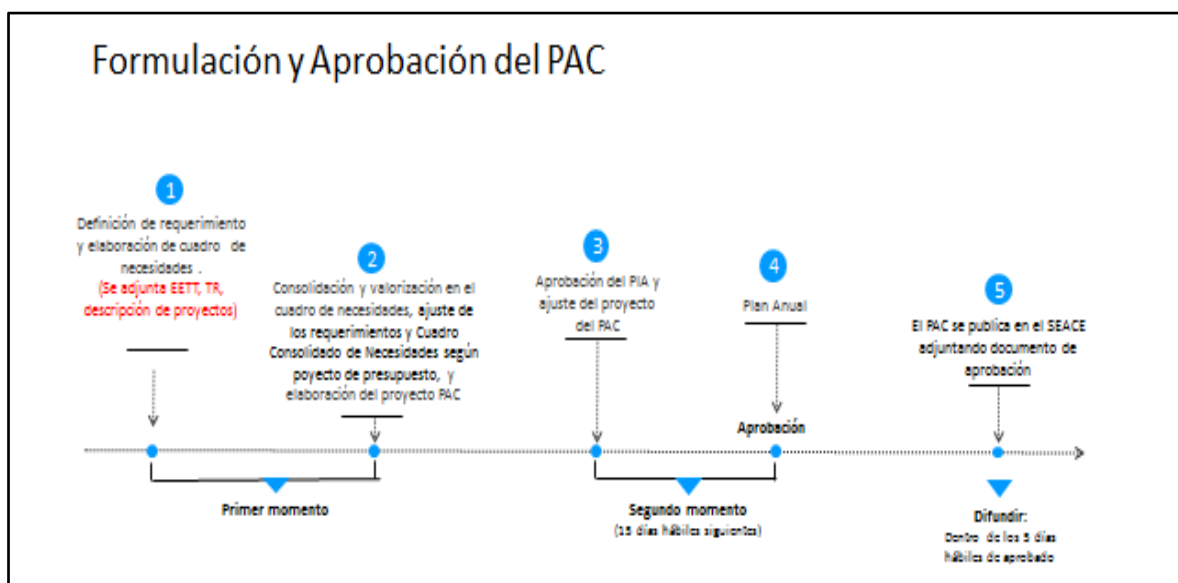 Formulación y Aprobación del PAC
1
Definición de requerimiento
y elaboración de cuadro de
necesidades .
(Se adjunta EETT, TR,
descripción de proyectos)
2
Consolidación y valorización en el
cuadro de necesidades, ajuste de
los requerimientos y Cuadro
Consolidado de Necesidades según
poyecto de presupuesto, y
elaboración del proyecto PAC
3
Aprobación del PIA y
ajuste del proyecto
del PAC
4
Plan Anual
Aprobación
5
El PAC se publica en el SEACE
adjuntando documento de
aprobación
Primer momento
Segundo momento
(15 días hábiles siguientes)
Difundir:
Dentro de los 5 días
hábiles de aprobado